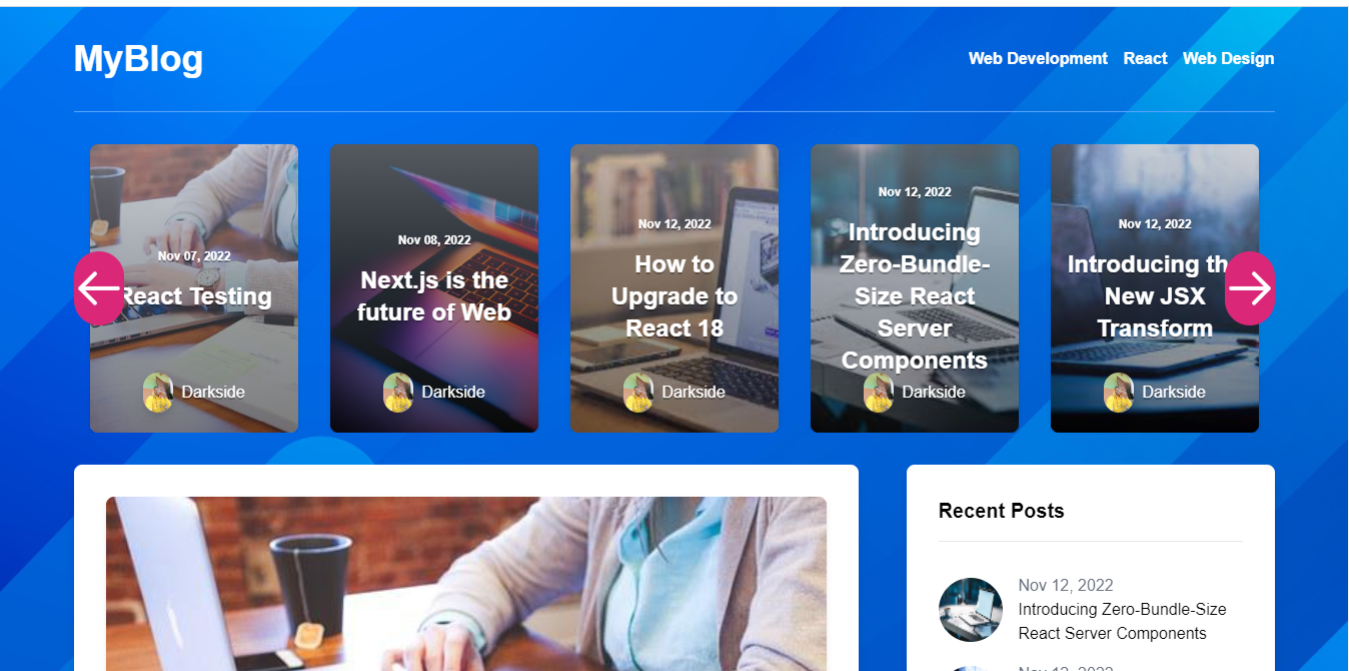 MyBlog
Web Development React Web Design
Nov 07, 2022
React Testing
Darkside
Nov 08, 2022
Next.js is the
future of Web
Darkside
Nov 12, 2022
How to
Upgrade to
React 18
Darkside
Nov 12, 2022
Introducing
Zero-Bundle-
Size React
Server
Components
Darkside
Nov 12, 2022
Introducing th
New JSX
Transform
Darkside
Recent Posts
Nov 12, 2022
Introducing Zero-Bundle-Size
React Server Components
Nov 12, 2022